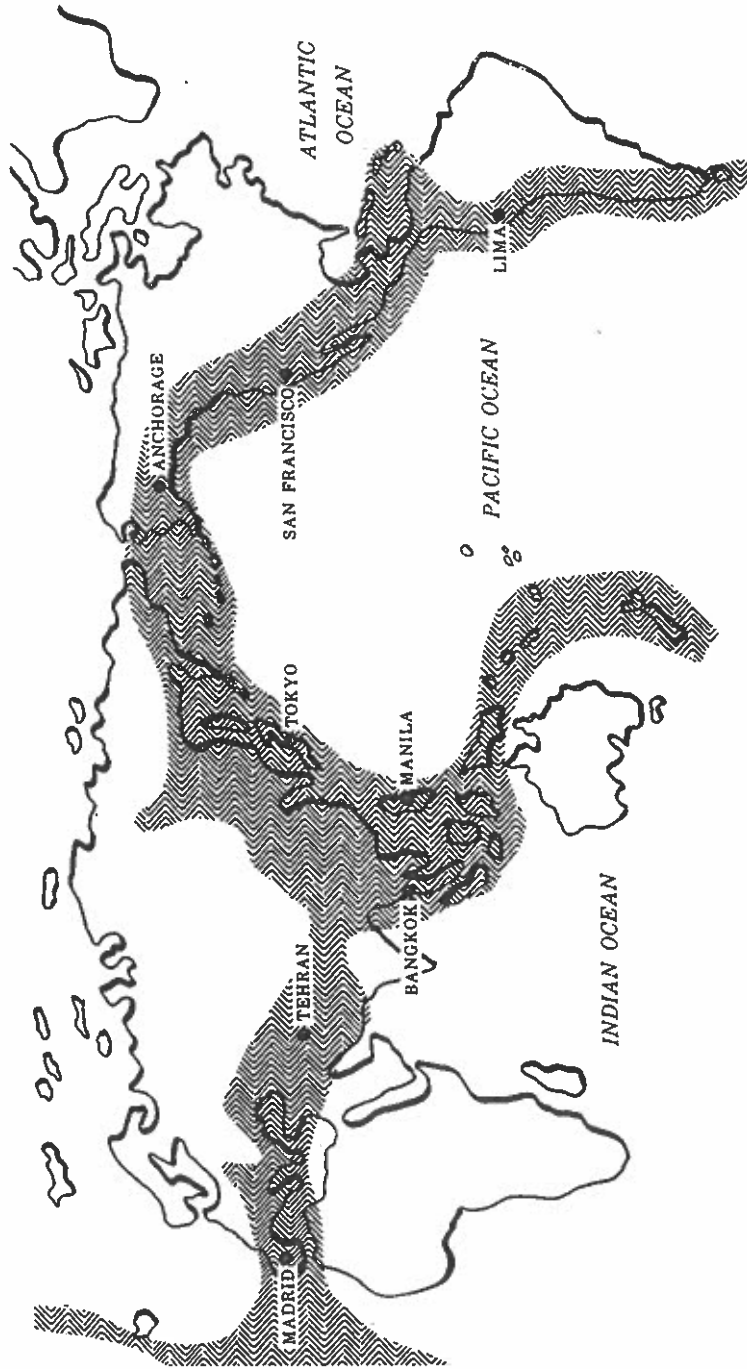 ATLANTIC
OCEAN
ANCHORAGE
SAN FRANCISCO
LIMA
PACIFIC OCEAN
TOKYO
MANILA
TEHRAN
BANGKOK
INDIAN OCEAN
MADRID